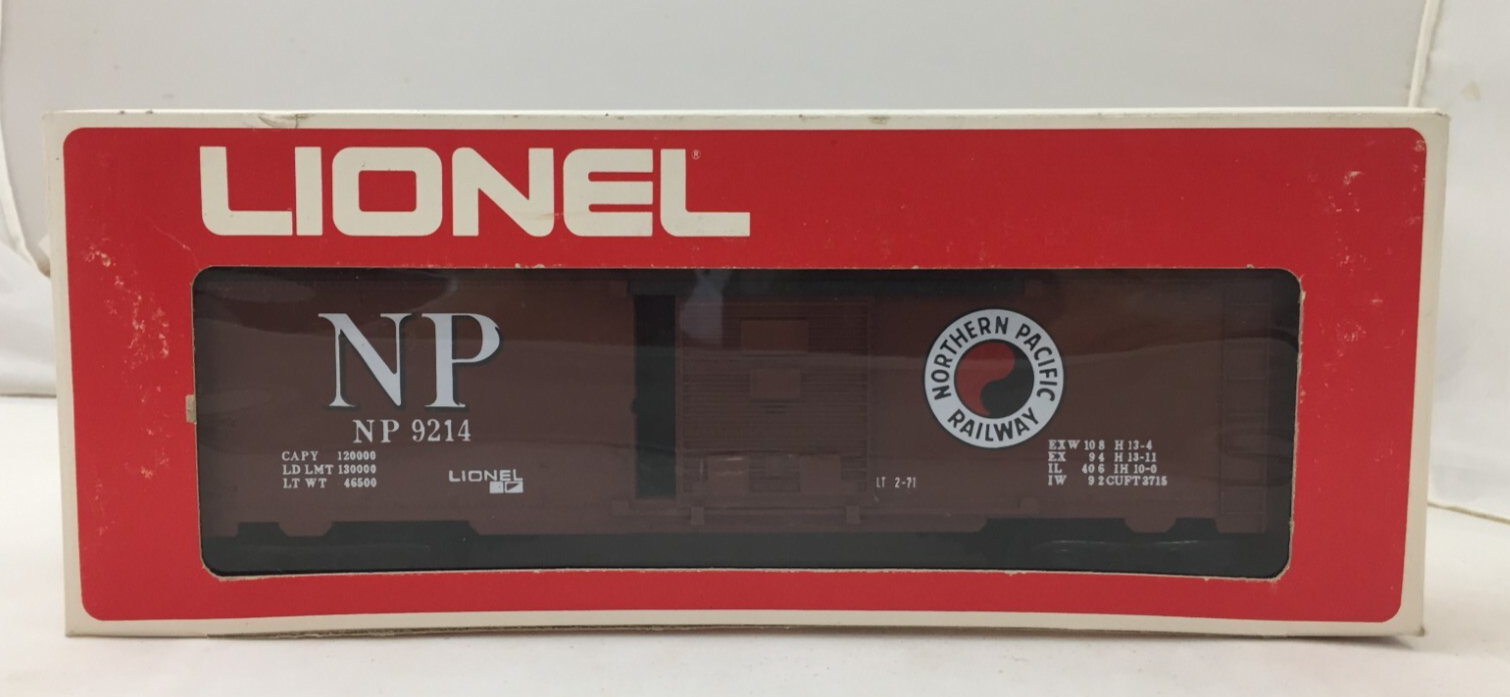 LIONEL®
NP
NP 9214
CAPY 120000
LD LMT 130000
LT WT 46500
LIONEL
LT 2-71
NORTHERN PACIFIC
RAILWAY
EXW 10 8 H 13-4
EX 9 4 H 13-11
IL 40 6 IH 10-0
IW 9 2 CUFT 3715